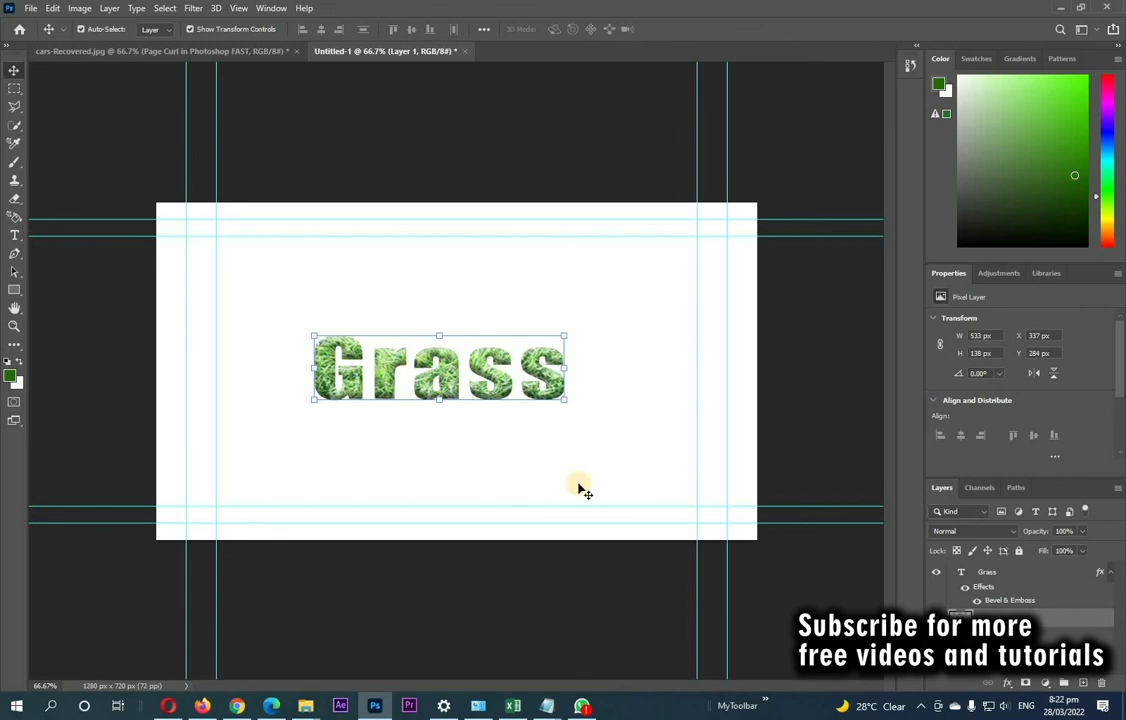 File Edit Image Layer Type Select Filter 3D View Window Help
Auto-Select: Layer Show Transform Controls 3D Mode:
cars-Recovered.jpg @ 66.7% (Page Curl in Photoshop FAST, RGB/8#) * ×
Untitled-1 @ 66.7% (Layer 1, RGB/8#) * ×
Color Swatches Gradients Patterns
Grass
Properties Adjustments Libraries
Pixel Layer
Transform
W 533 px X 337 px
H 138 px Y 284 px
0.00°
Align and Distribute
Align:
Layers Channels Paths
Kind
Normal Opacity: 100%
Lock: Fill: 100%
T Grass fx
Effects
Bevel & Emboss
Subscribe for more
free videos and tutorials
66.67% 1280 px x 720 px (72 ppi)
MyToolbar
28°C Clear
ENG
8:22 pm
28/03/2022